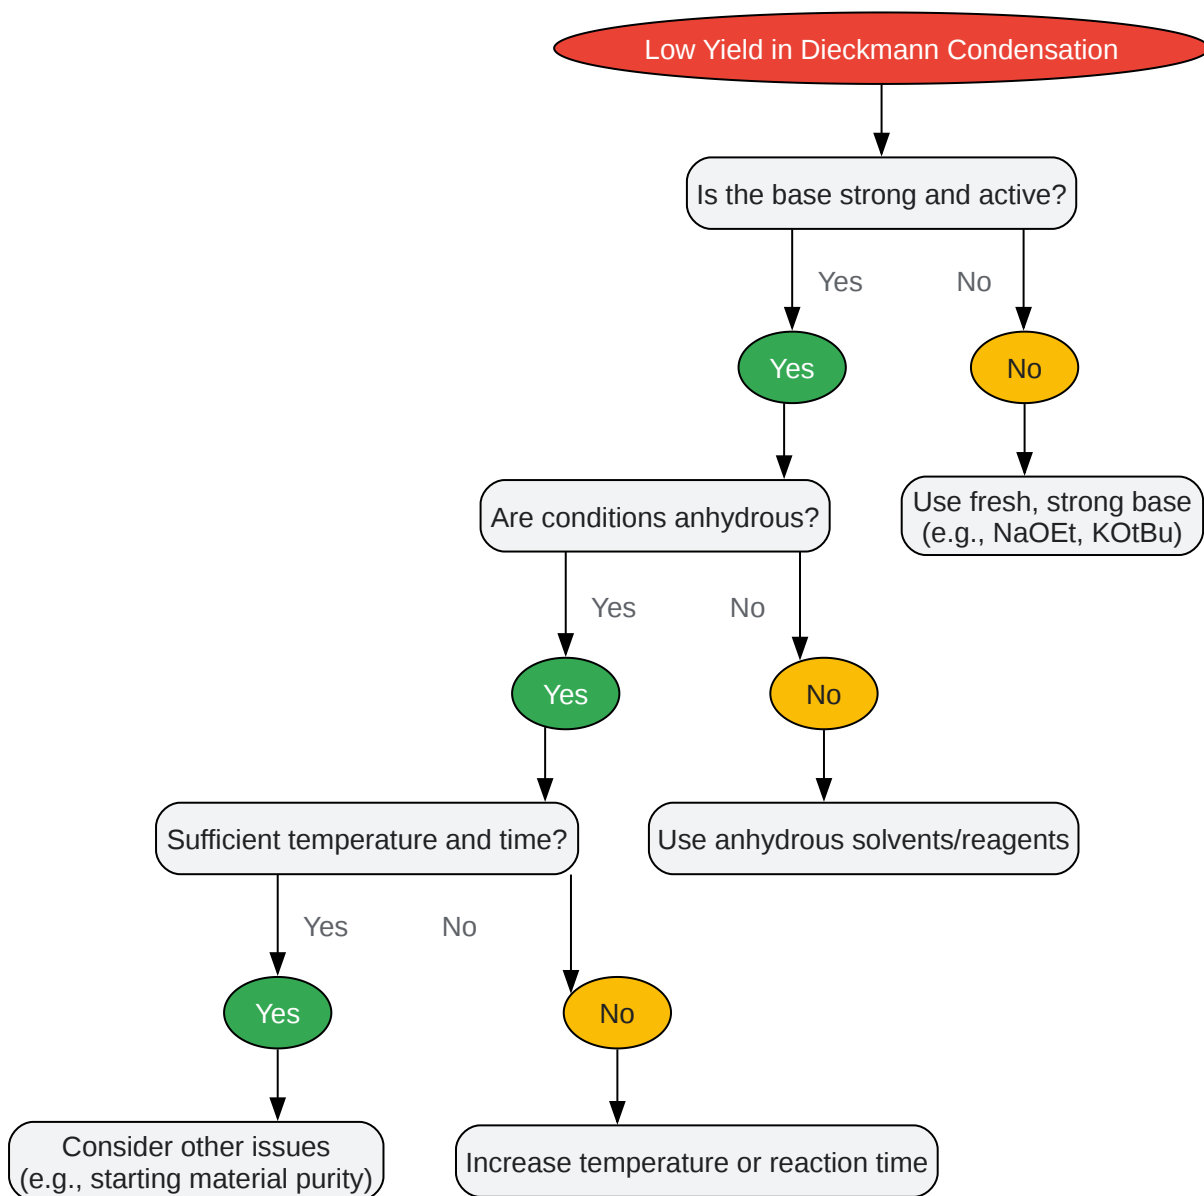 Low Yield in Dieckmann Condensation
Is the base strong and active?
Yes
No
Yes
No
Are conditions anhydrous?
Use fresh, strong base
(e.g., NaOEt, KOtBu)
Yes
No
Yes
No
Sufficient temperature and time?
Use anhydrous solvents/reagents
Yes
No
Yes
No
Consider other issues
(e.g., starting material purity)
Increase temperature or reaction time